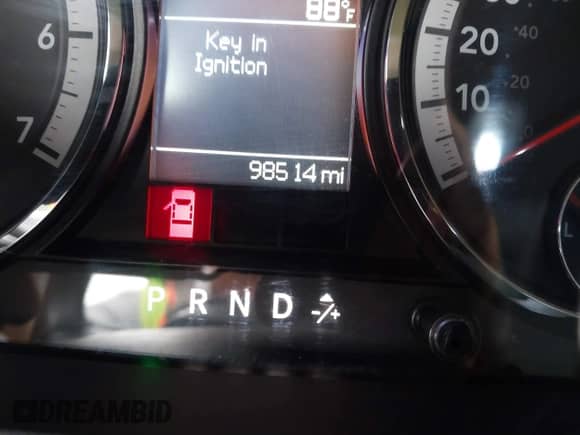 88°F
6
Key in
Ignition
20
40
7
10
20
98514 mi
P R N D -/+
L
DREAMBID